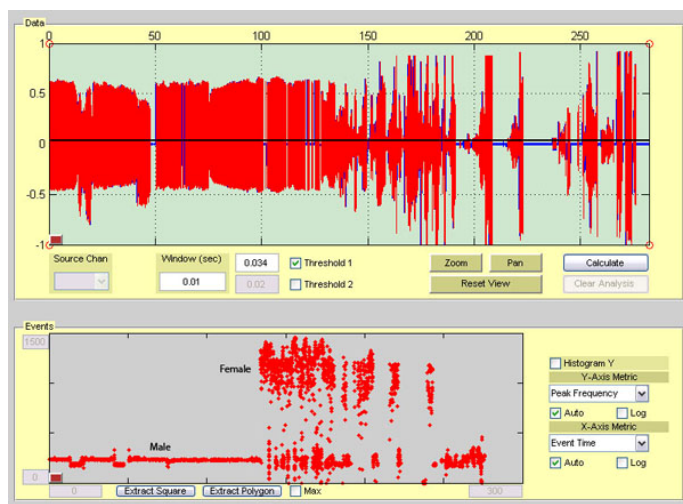 Data
0 50 100 150 200 250
1
0.5
0
-0.5
-1
Source Chan
Window (sec)
0.034
Threshold 1
Zoom
Pan
Calculate
0.01
0.02
Threshold 2
Reset View
Clear Analysis
Events
1500
Female
Male
0
0
Extract Square
Extract Polygon
Max
300
Histogram Y
Y-Axis Metric
Peak Frequency
Auto
Log
X-Axis Metric
Event Time
Auto
Log